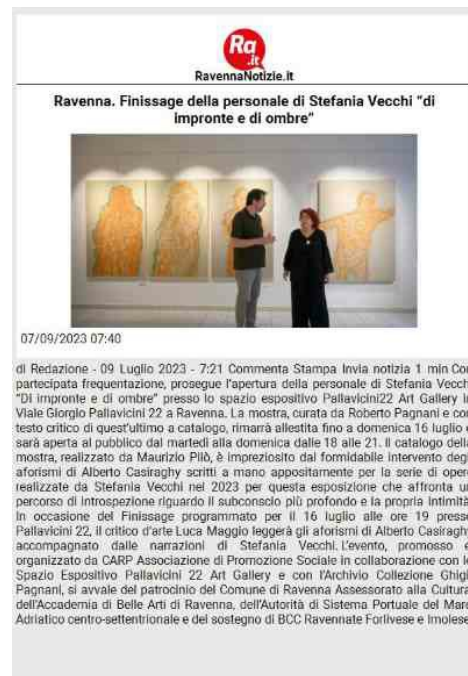 Ra
.it
RavennaNotizie.it
Ravenna. Finissage della personale di Stefania Vecchi “di
impronte e di ombre”
07/09/2023 07:40
di Redazione - 09 Luglio 2023 - 7:21 Commenta Stampa Invia notizia 1 min Con
partecipata frequentazione, prosegue l'apertura della personale di Stefania Vecchi
“Di impronte e di ombre” presso lo spazio espositivo Pallavicini22 Art Gallery in
Viale Giorgio Pallavicini 22 a Ravenna. La mostra, curata da Roberto Pagnani e con
testo critico di quest'ultimo a catalogo, rimarrà allestita fino a domenica 16 luglio e
sarà aperta al pubblico dal martedì alla domenica dalle 18 alle 21. Il catalogo della
mostra, realizzato da Maurizio Pliò, è impreziosito dal formidabile intervento degli
aforismi di Alberto Casiraghy scritti a mano appositamente per la serie di opere
realizzate da Stefania Vecchi nel 2023 per questa esposizione che affronta un
percorso di introspezione riguardo il subconscio più profondo e la propria intimità.
In occasione del Finissage programmato per il 16 luglio alle ore 19 presso
Pallavicini 22, il critico d'arte Luca Maggio leggerà gli aforismi di Alberto Casiraghy
accompagnato dalle narrazioni di Stefania Vecchi. L'evento, promosso e
organizzato da CARP Associazione di Promozione Sociale in collaborazione con lo
Spazio Espositivo Pallavicini 22 Art Gallery e con l'Archivio Collezione Ghigi
Pagnani, si avvale del patrocinio del Comune di Ravenna Assessorato alla Cultura,
dell'Accademia di Belle Arti di Ravenna, dell'Autorità di Sistema Portuale del Mare
Adriatico centro-settentrionale e del sostegno di BCC Ravennate Forlivese e Imolese